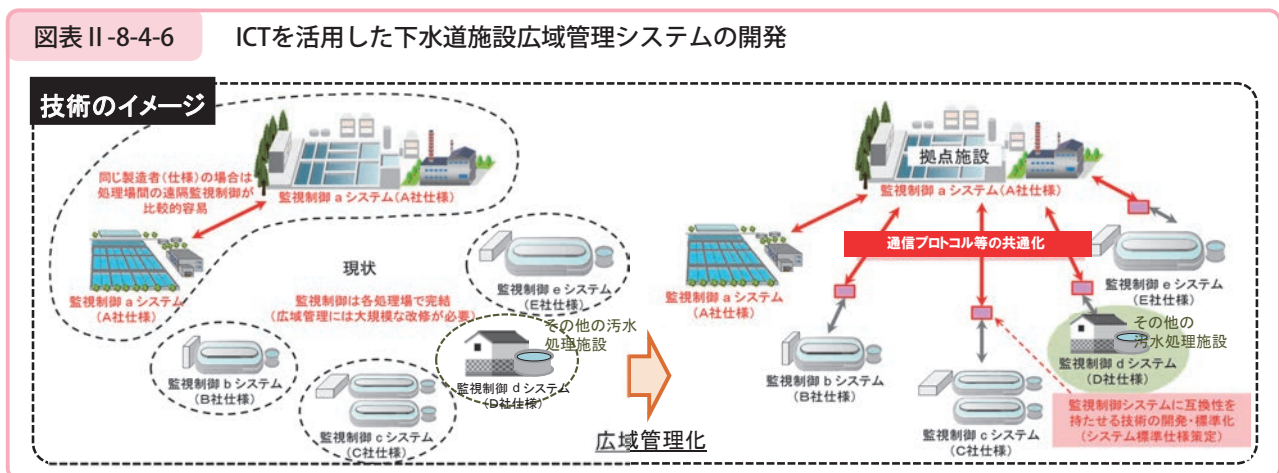 図表Ⅱ-8-4-6 ICTを活用した下水道施設広域管理システムの開発
技術のイメージ
同じ製造者(仕様)の場合は
処理場間の遠隔監視制御が
比較的容易
監視制御 a システム(A社仕様)
監視制御 a システム
(A社仕様)
現状
監視制御は各処理場で完結
(広域管理には大規模な改修が必要)
監視制御 e システム
(E社仕様)
その他の汚水
処理施設
監視制御 d システム
(D社仕様)
監視制御 b システム
(B社仕様)
監視制御 c システム
(C社仕様)
広域管理化
拠点施設
監視制御 a システム(A社仕様)
通信プロトコル等の共通化
監視制御 a システム
(A社仕様)
監視制御 e システム
(E社仕様)
その他の
汚水処理施設
監視制御 d システム
(D社仕様)
監視制御 b システム
(B社仕様)
監視制御 c システム
(C社仕様)
監視制御システムに互換性を
持たせる技術の開発・標準化
(システム標準仕様策定)